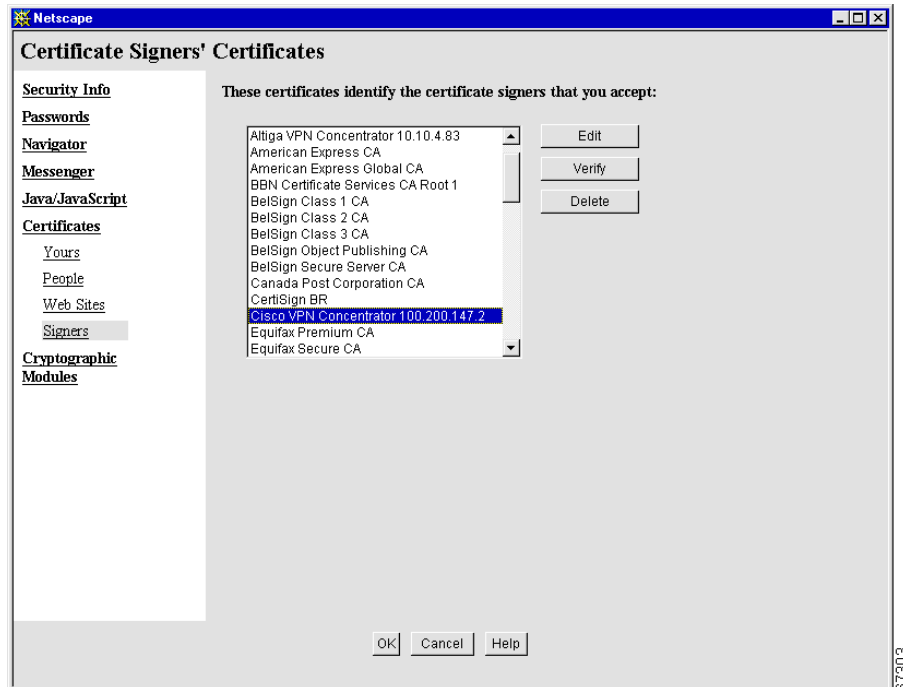 Netscape
Certificate Signers' Certificates
Security Info
Passwords
Navigator
Messenger
Java/JavaScript
Certificates
Yours
People
Web Sites
Signers
Cryptographic
Modules
These certificates identify the certificate signers that you accept:
Altiga VPN Concentrator 10.10.4.83
American Express CA
American Express Global CA
BBN Certificate Services CA Root 1
BelSign Class 1 CA
BelSign Class 2 CA
BelSign Class 3 CA
BelSign Object Publishing CA
BelSign Secure Server CA
Canada Post Corporation CA
CertiSign BR
Cisco VPN Concentrator 100.200.147.2
Equifax Premium CA
Equifax Secure CA
Edit
Verify
Delete
OK
Cancel
Help
67303